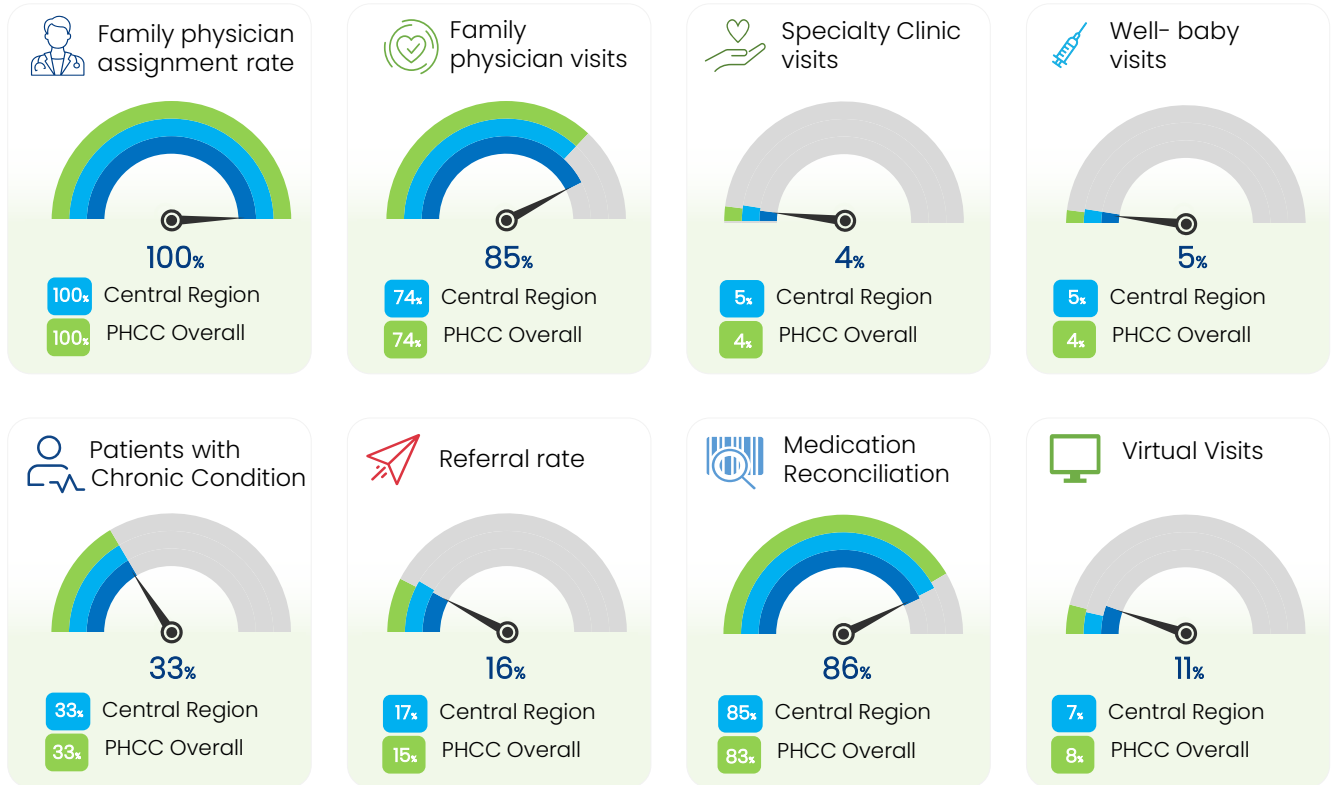 Family physician
assignment rate
100%
100% Central Region
100% PHCC Overall
Family
physician visits
85%
74% Central Region
74% PHCC Overall
Specialty Clinic
visits
4%
5% Central Region
4% PHCC Overall
Well- baby
visits
5%
5% Central Region
4% PHCC Overall
Patients with
Chronic Condition
33%
33% Central Region
33% PHCC Overall
Referral rate
16%
17% Central Region
15% PHCC Overall
Medication
Reconciliation
86%
85% Central Region
83% PHCC Overall
Virtual Visits
11%
7% Central Region
8% PHCC Overall